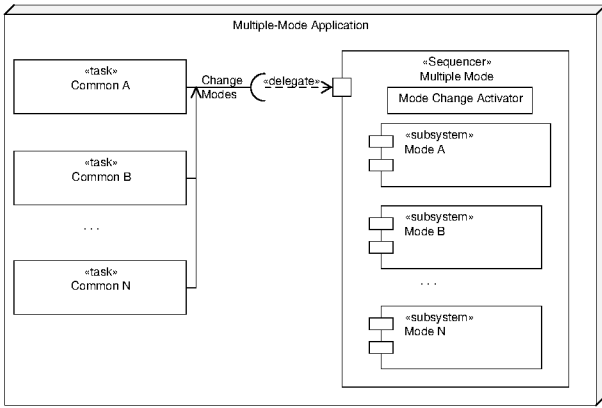 Multiple-Mode Application
«task»
Common A
Change
Modes
«delegate»
«Sequencer»
Multiple Mode
Mode Change Activator
«subsystem»
Mode A
«task»
Common B
«subsystem»
Mode B
. . .
. . .
«task»
Common N
«subsystem»
Mode N